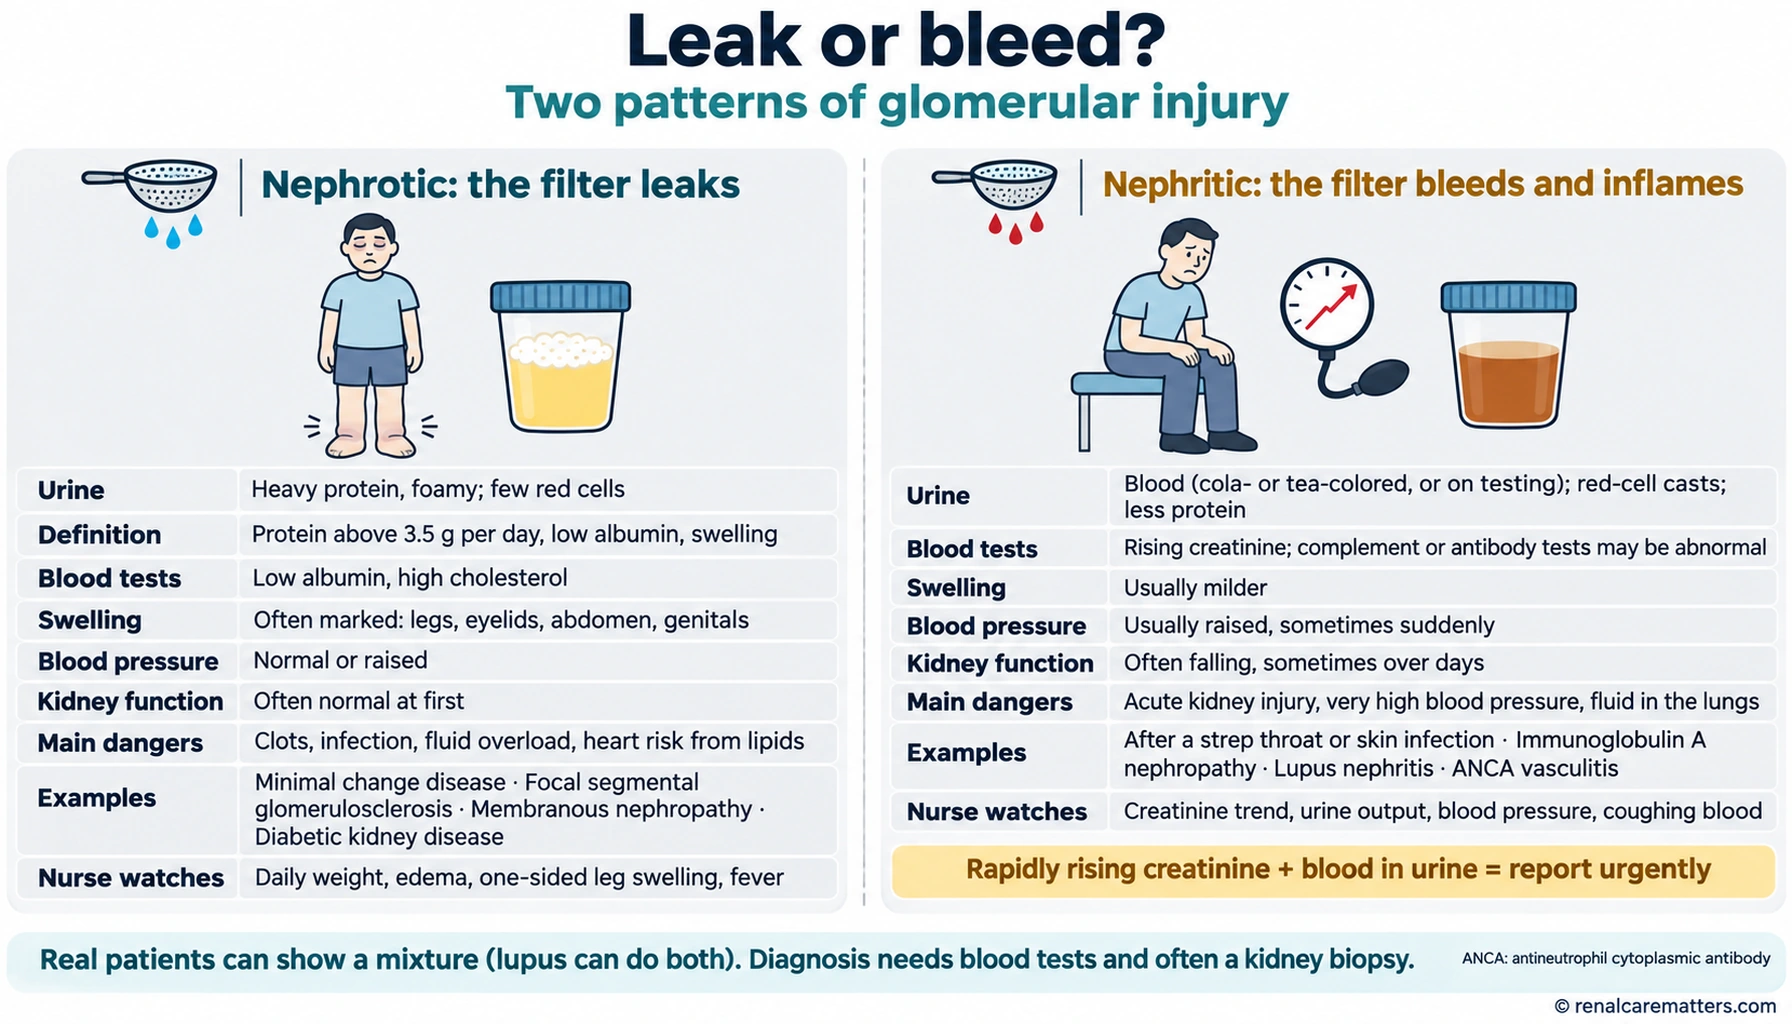 Leak or bleed?
Two patterns of glomerular injury
Nephrotic: the filter leaks
Urine
Heavy protein, foamy; few red cells
Definition
Protein above 3.5 g per day, low albumin, swelling
Blood tests
Low albumin, high cholesterol
Swelling
Often marked: legs, eyelids, abdomen, genitals
Blood pressure
Normal or raised
Kidney function
Often normal at first
Main dangers
Clots, infection, fluid overload, heart risk from lipids
Examples
Minimal change disease · Focal segmental
glomerulosclerosis · Membranous nephropathy ·
Diabetic kidney disease
Nurse watches
Daily weight, edema, one-sided leg swelling, fever
Nephritic: the filter bleeds and inflames
Urine
Blood (cola- or tea-colored, or on testing); red-cell casts;
less protein
Blood tests
Rising creatinine; complement or antibody tests may be abnormal
Swelling
Usually milder
Blood pressure
Usually raised, sometimes suddenly
Kidney function
Often falling, sometimes over days
Main dangers
Acute kidney injury, very high blood pressure, fluid in the lungs
Examples
After a strep throat or skin infection · Immunoglobulin A
nephropathy · Lupus nephritis · ANCA vasculitis
Nurse watches
Creatinine trend, urine output, blood pressure, coughing blood
Rapidly rising creatinine + blood in urine = report urgently
Real patients can show a mixture (lupus can do both). Diagnosis needs blood tests and often a kidney biopsy.
ANCA: antineutrophil cytoplasmic antibody
© renalcarematters.com